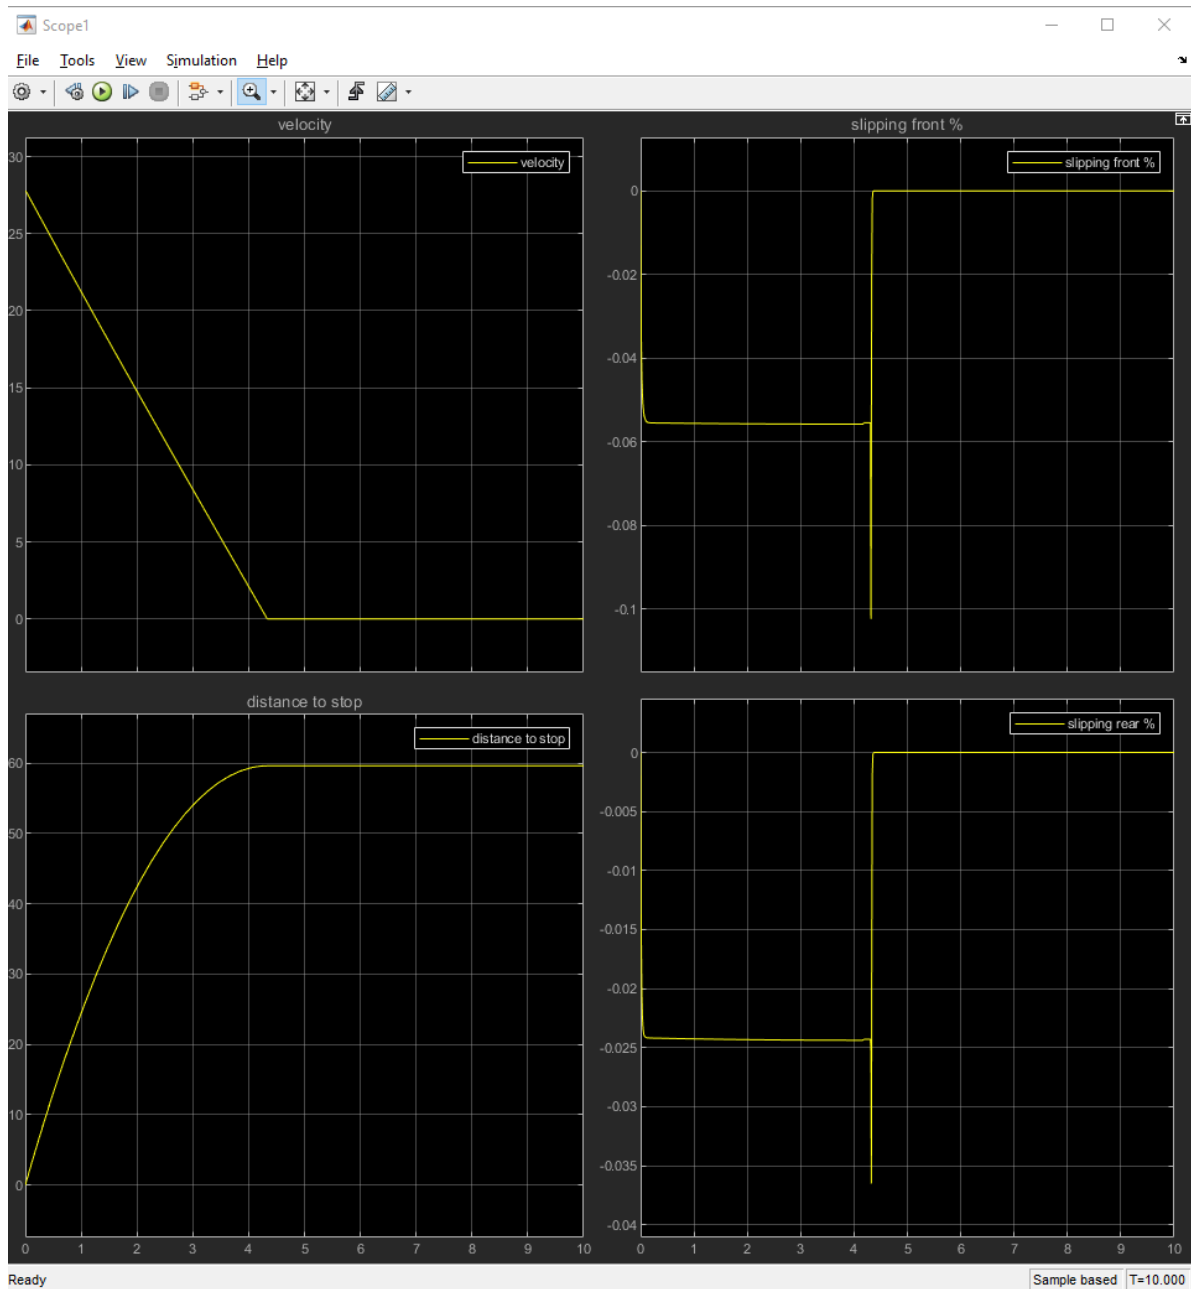 Scope1
File Tools View Simulation Help
velocity
velocity
30
25
20
15
10
5
0
slipping front %
slipping front %
0
-0.02
-0.04
-0.06
-0.08
-0.1
distance to stop
distance to stop
60
50
40
30
20
10
0
0 1 2 3 4 5 6 7 8 9 10
slipping rear %
0
-0.005
-0.01
-0.015
-0.02
-0.025
-0.03
-0.035
-0.04
0 1 2 3 4 5 6 7 8 9 10
Ready
Sample based T=10.000